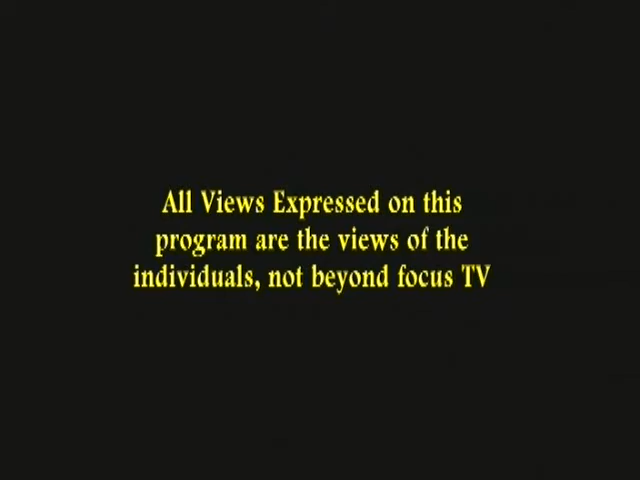 All Views Expressed on this
program are the views of the
individuals, not beyond focus TV